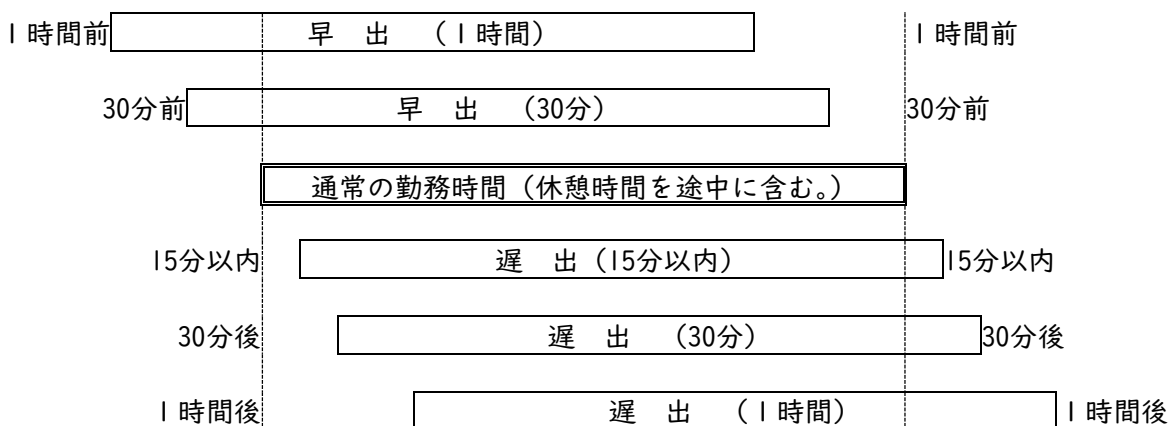 1時間前 早 出 （1時間） 1時間前
30分前 早 出 （30分） 30分前
通常の勤務時間（休憩時間を途中に含む。）
15分以内 遅 出（15分以内） 15分以内
30分後 遅 出 （30分） 30分後
1時間後 遅 出 （1時間） 1時間後